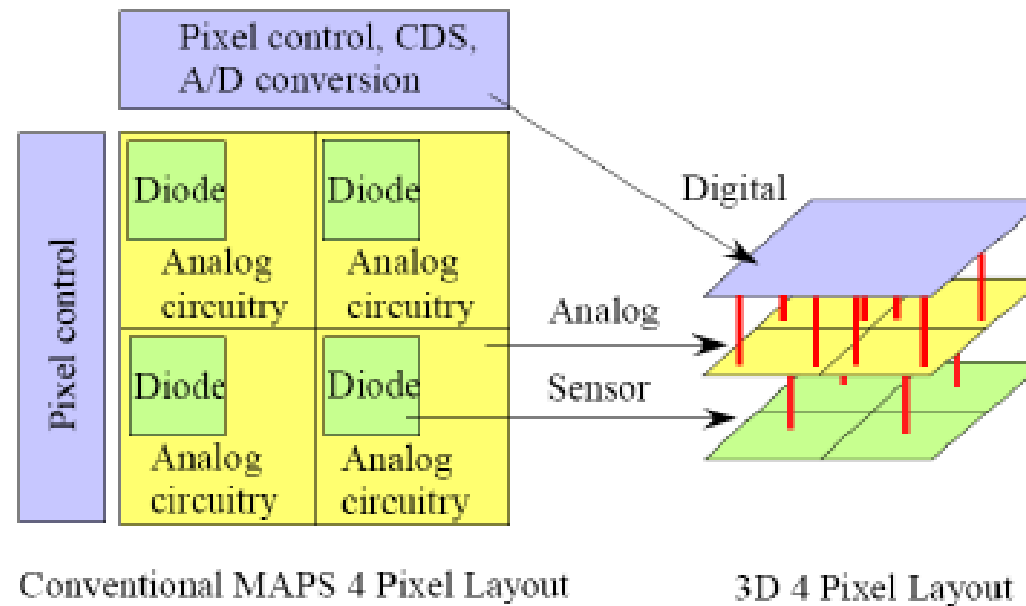 Pixel control, CDS,
A/D conversion
Pixel control
Diode
Diode
Analog
circuitry
Analog
circuitry
Diode
Diode
Analog
circuitry
Analog
circuitry
Digital
Analog
Sensor
Conventional MAPS 4 Pixel Layout
3D 4 Pixel Layout